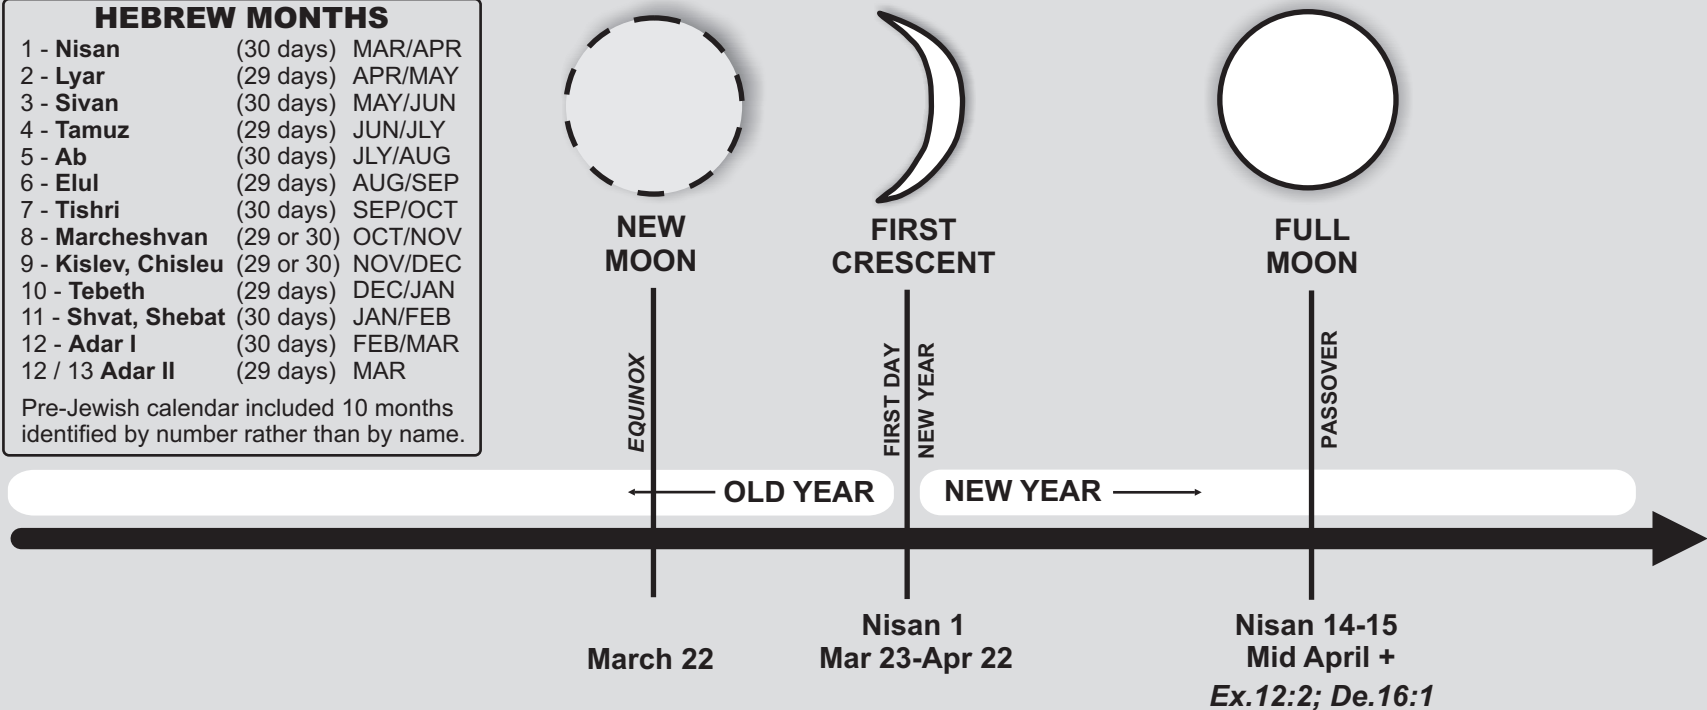 HEBREW MONTHS
1 - Nisan (30 days) MAR/APR
2 - Lyar (29 days) APR/MAY
3 - Sivan (30 days) MAY/JUN
4 - Tamuz (29 days) JUN/JLY
5 - Ab (30 days) JLY/AUG
6 - Elul (29 days) AUG/SEP
7 - Tishri (30 days) SEP/OCT
8 - Marcheshvan (29 or 30) OCT/NOV
9 - Kislev, Chisleu (29 or 30) NOV/DEC
10 - Tebeth (29 days) DEC/JAN
11 - Shvat, Shebat (30 days) JAN/FEB
12 - Adar I (30 days) FEB/MAR
12 / 13 Adar II (29 days) MAR
Pre-Jewish calendar included 10 months
identified by number rather than by name.
NEW
MOON
FIRST
CRESCENT
FULL
MOON
EQUINOX
FIRST DAY
NEW YEAR
PASSOVER
OLD YEAR
NEW YEAR
March 22
Nisan 1
Mar 23-Apr 22
Nisan 14-15
Mid April +
Ex.12:2; De.16:1